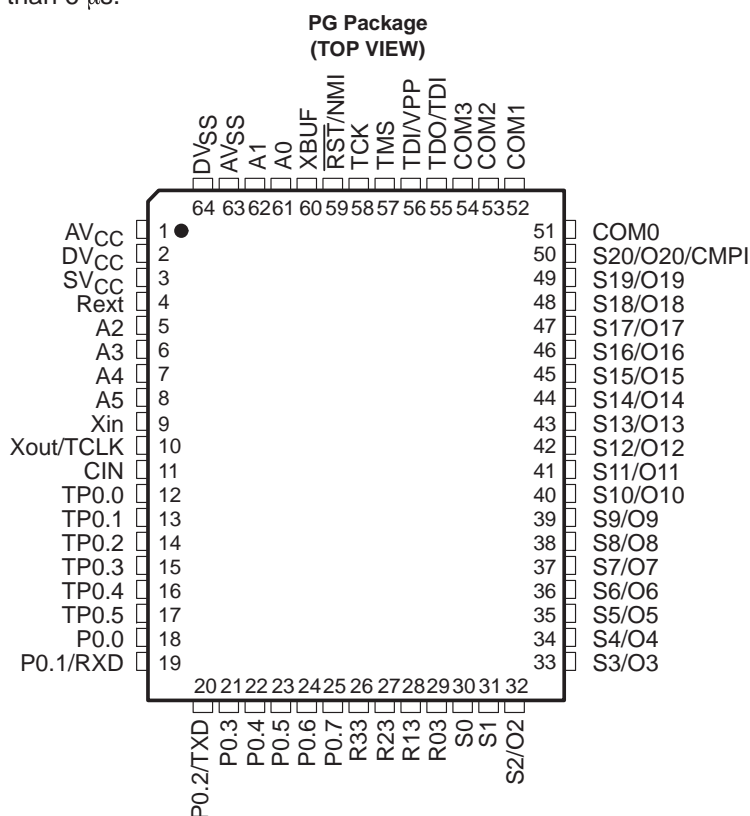 than 6 μs.
PG Package
(TOP VIEW)
DVSS
AVSS
A1
A0
XBUF
RST/NMI
TCK
TMS
TDI/VPP
TDO/TDI
COM3
COM2
COM1
64 63 62 61 60 59 58 57 56 55 54 53 52
AVCC 1
DVCC 2
SVCC 3
Rext 4
A2 5
A3 6
A4 7
A5 8
Xin 9
Xout/TCLK 10
CIN 11
TP0.0 12
TP0.1 13
TP0.2 14
TP0.3 15
TP0.4 16
TP0.5 17
P0.0 18
P0.1/RXD 19
51 COM0
50 S20/O20/CMPI
49 S19/O19
48 S18/O18
47 S17/O17
46 S16/O16
45 S15/O15
44 S14/O14
43 S13/O13
42 S12/O12
41 S11/O11
40 S10/O10
39 S9/O9
38 S8/O8
37 S7/O7
36 S6/O6
35 S5/O5
34 S4/O4
33 S3/O3
20 21 22 23 24 25 26 27 28 29 30 31 32
P0.2/TXD
P0.3
P0.4
P0.5
P0.6
P0.7
R33
R23
R13
R03
S0
S1
S2/O2